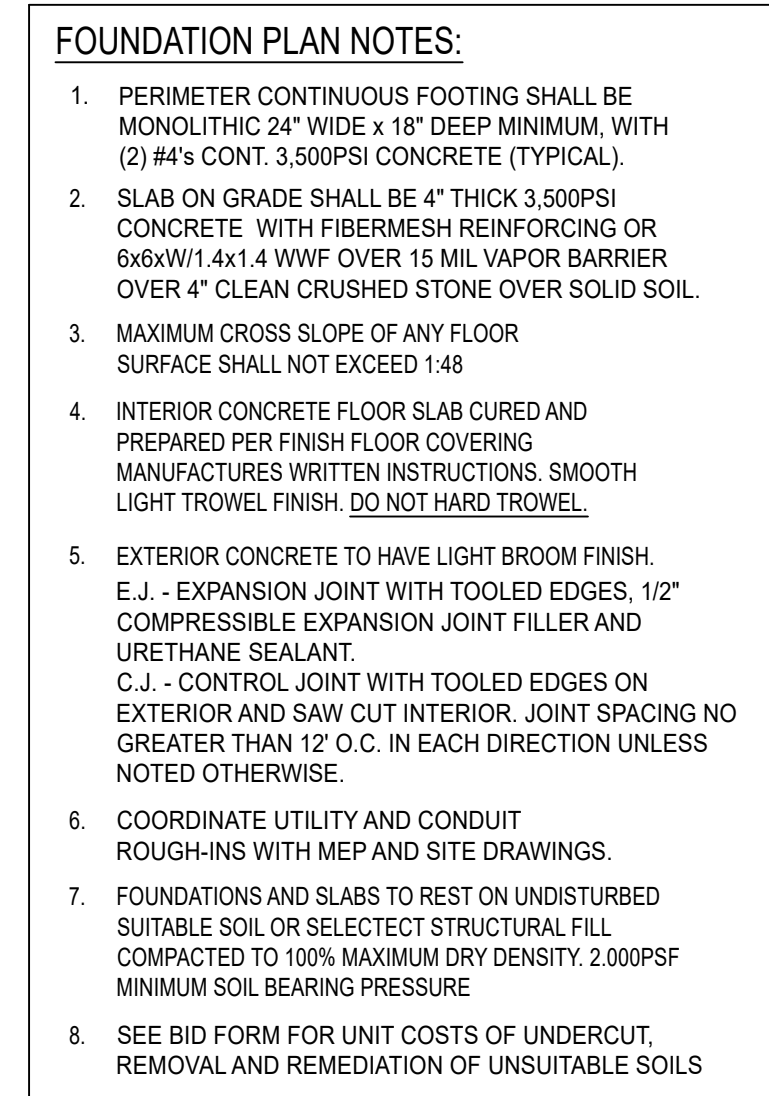 FOUNDATION PLAN NOTES:
1. PERIMETER CONTINUOUS FOOTING SHALL BE
MONOLITHIC 24" WIDE x 18" DEEP MINIMUM, WITH
(2) #4's CONT. 3,500PSI CONCRETE (TYPICAL).
2. SLAB ON GRADE SHALL BE 4" THICK 3,500PSI
CONCRETE WITH FIBERMESH REINFORCING OR
6x6xW/1.4x1.4 WWF OVER 15 MIL VAPOR BARRIER
OVER 4" CLEAN CRUSHED STONE OVER SOLID SOIL.
3. MAXIMUM CROSS SLOPE OF ANY FLOOR
SURFACE SHALL NOT EXCEED 1:48
4. INTERIOR CONCRETE FLOOR SLAB CURED AND
PREPARED PER FINISH FLOOR COVERING
MANUFACTURES WRITTEN INSTRUCTIONS. SMOOTH
LIGHT TROWEL FINISH. DO NOT HARD TROWEL.
5. EXTERIOR CONCRETE TO HAVE LIGHT BROOM FINISH.
E.J. - EXPANSION JOINT WITH TOOLED EDGES, 1/2"
COMPRESSIBLE EXPANSION JOINT FILLER AND
URETHANE SEALANT.
C.J. - CONTROL JOINT WITH TOOLED EDGES ON
EXTERIOR AND SAW CUT INTERIOR. JOINT SPACING NO
GREATER THAN 12' O.C. IN EACH DIRECTION UNLESS
NOTED OTHERWISE.
6. COORDINATE UTILITY AND CONDUIT
ROUGH-INS WITH MEP AND SITE DRAWINGS.
7. FOUNDATIONS AND SLABS TO REST ON UNDISTURBED
SUITABLE SOIL OR SELECTECT STRUCTURAL FILL
COMPACTED TO 100% MAXIMUM DRY DENSITY. 2.000PSF
MINIMUM SOIL BEARING PRESSURE
8. SEE BID FORM FOR UNIT COSTS OF UNDERCUT,
REMOVAL AND REMEDIATION OF UNSUITABLE SOILS